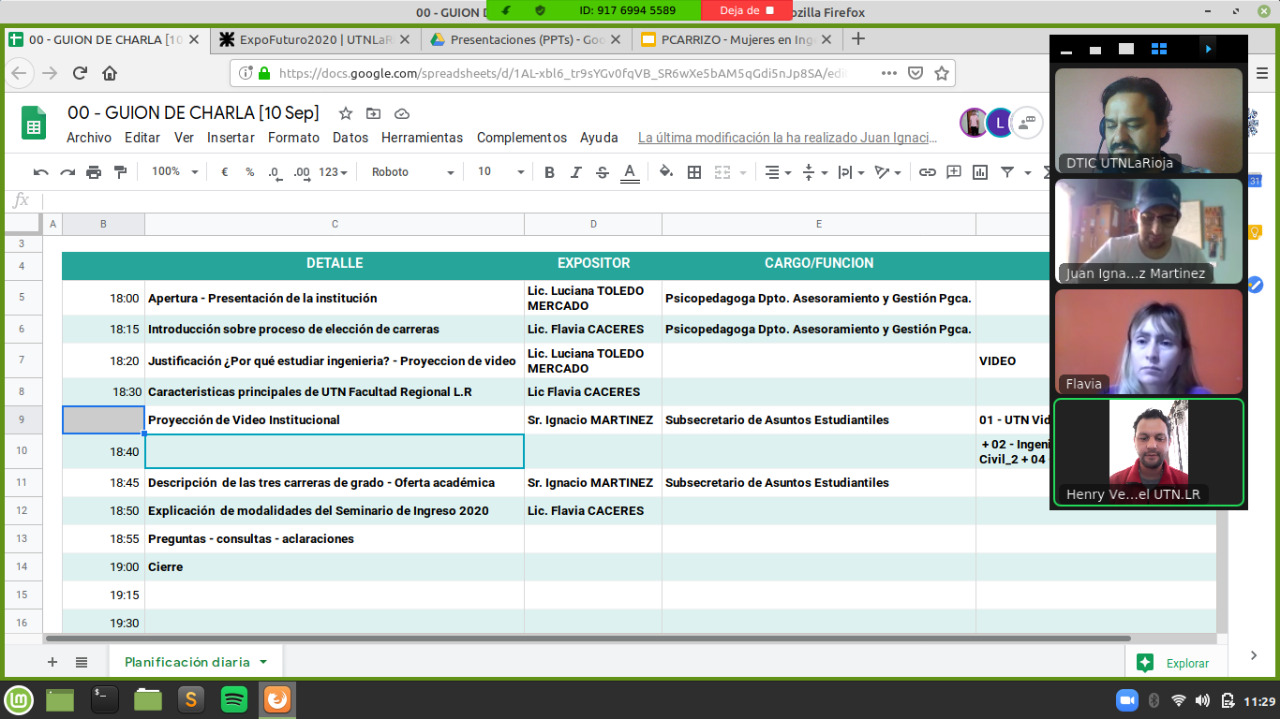 00 - GUION D
ID: 917 6994 5589
Deja de
ozilla Firefox
00 - GUION DE CHARLA [10
ExpoFuturo2020 | UTNLaR
Presentaciones (PPTs) - Goo
PCARRIZO - Mujeres en Ing
https://docs.google.com/spreadsheets/d/1AL-xbl6_tr9sYGv0fqVB_SR6wXe5bAM5qGdi5nJp8SA/edi
00 - GUION DE CHARLA [10 Sep]
L
Archivo Editar Ver Insertar Formato Datos Herramientas Complementos Ayuda La última modificación la ha realizado Juan Ignaci...
100% € % .0 .00 123 Roboto 10 B I S A
fx
A B C D E
3
4 DETALLE EXPOSITOR CARGO/FUNCION
5 18:00 Apertura - Presentación de la institución Lic. Luciana TOLEDO MERCADO Psicopedagoga Dpto. Asesoramiento y Gestión Pgca.
6 18:15 Introducción sobre proceso de elección de carreras Lic. Flavia CACERES Psicopedagoga Dpto. Asesoramiento y Gestión Pgca.
7 18:20 Justificación ¿Por qué estudiar ingenieria? - Proyeccion de video Lic. Luciana TOLEDO MERCADO VIDEO
8 18:30 Caracteristicas principales de UTN Facultad Regional L.R Lic Flavia CACERES
9 Proyección de Video Institucional Sr. Ignacio MARTINEZ Subsecretario de Asuntos Estudiantiles 01 - UTN Vid
10 18:40 + 02 - Ingeni Civil_2 + 04
11 18:45 Descripción de las tres carreras de grado - Oferta académica Sr. Ignacio MARTINEZ Subsecretario de Asuntos Estudiantiles
12 18:50 Explicación de modalidades del Seminario de Ingreso 2020 Lic. Flavia CACERES
13 18:55 Preguntas - consultas - aclaraciones
14 19:00 Cierre
15 19:15
16 19:30
DTIC UTNLaRioja
Juan Igna...z Martinez
Flavia
Henry Ve...el UTN.LR
31
Planificación diaria
Explorar
11:29